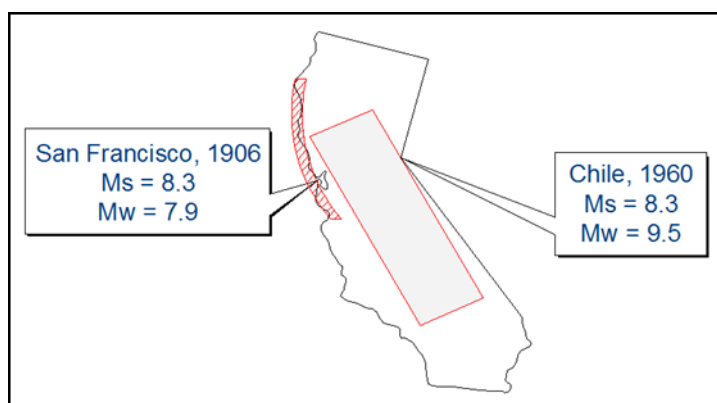 San Francisco, 1906
Ms = 8.3
Mw = 7.9
Chile, 1960
Ms = 8.3
Mw = 9.5